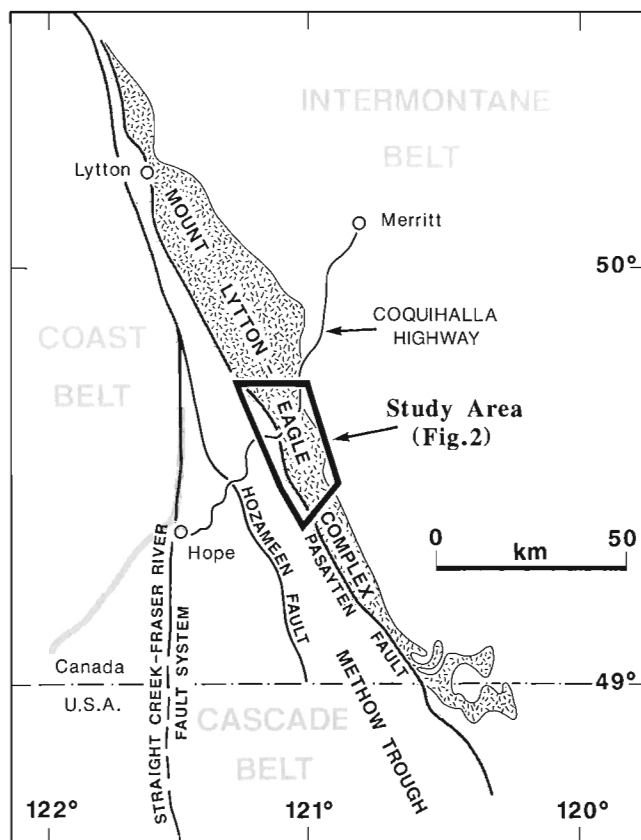 INTERMONTANE
BELT
Lytton
Merritt
MOUNT LYTTON – EAGLE COMPLEX
50°
COQUIHALLA
HIGHWAY
COAST
BELT
Study Area
(Fig.2)
0 50
km
Hope
HOZAMEEN FAULT
PASAYTEN FAULT
STRAIGHT CREEK–FRASER RIVER
FAULT SYSTEM
METHOW TROUGH
Canada
U.S.A.
49°
CASCADE
BELT
122° 121° 120°